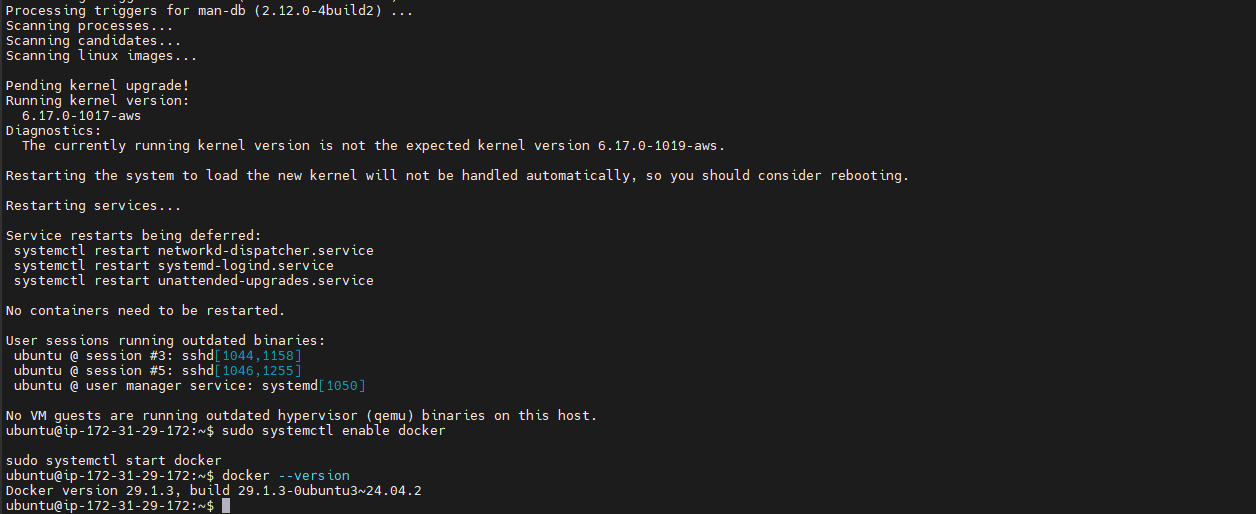 Processing triggers for man-db (2.12.0-4build2) ...
Scanning processes...
Scanning candidates...
Scanning linux images...
Pending kernel upgrade!
Running kernel version:
6.17.0-1017-aws
Diagnostics:
The currently running kernel version is not the expected kernel version 6.17.0-1019-aws.
Restarting the system to load the new kernel will not be handled automatically, so you should consider rebooting.
Restarting services...
Service restarts being deferred:
systemctl restart networkd-dispatcher.service
systemctl restart systemd-logind.service
systemctl restart unattended-upgrades.service
No containers need to be restarted.
User sessions running outdated binaries:
ubuntu @ session #3: sshd[1044,1158]
ubuntu @ session #5: sshd[1046,1255]
ubuntu @ user manager service: systemd[1050]
No VM guests are running outdated hypervisor (qemu) binaries on this host.
ubuntu@ip-172-31-29-172:~$ sudo systemctl enable docker
sudo systemctl start docker
ubuntu@ip-172-31-29-172:~$ docker --version
Docker version 29.1.3, build 29.1.3-0ubuntu3~24.04.2
ubuntu@ip-172-31-29-172:~$